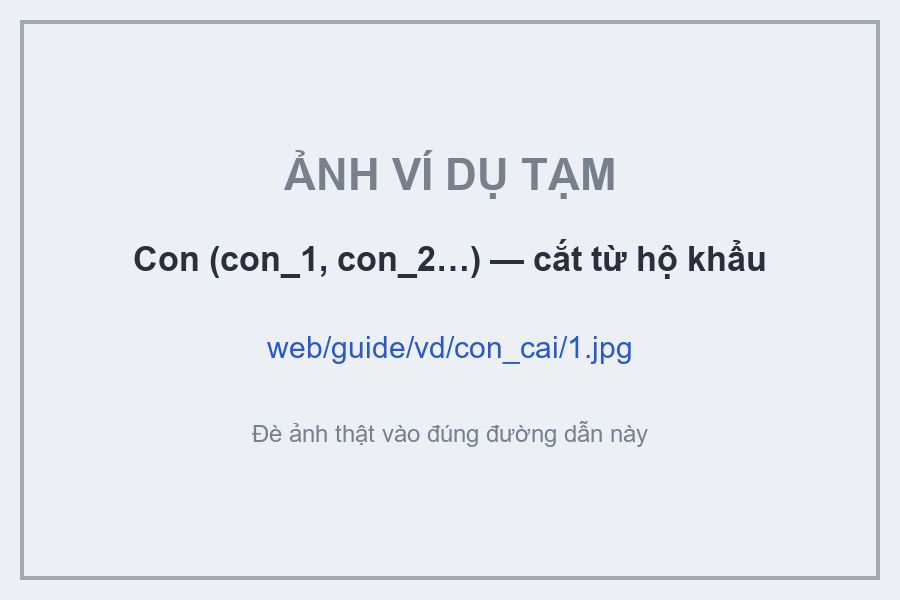 ẢNH VÍ DỤ TẠM
Con (con_1, con_2…) — cắt từ hộ khẩu
web/guide/vd/con_cai/1.jpg
Đè ảnh thật vào đúng đường dẫn này